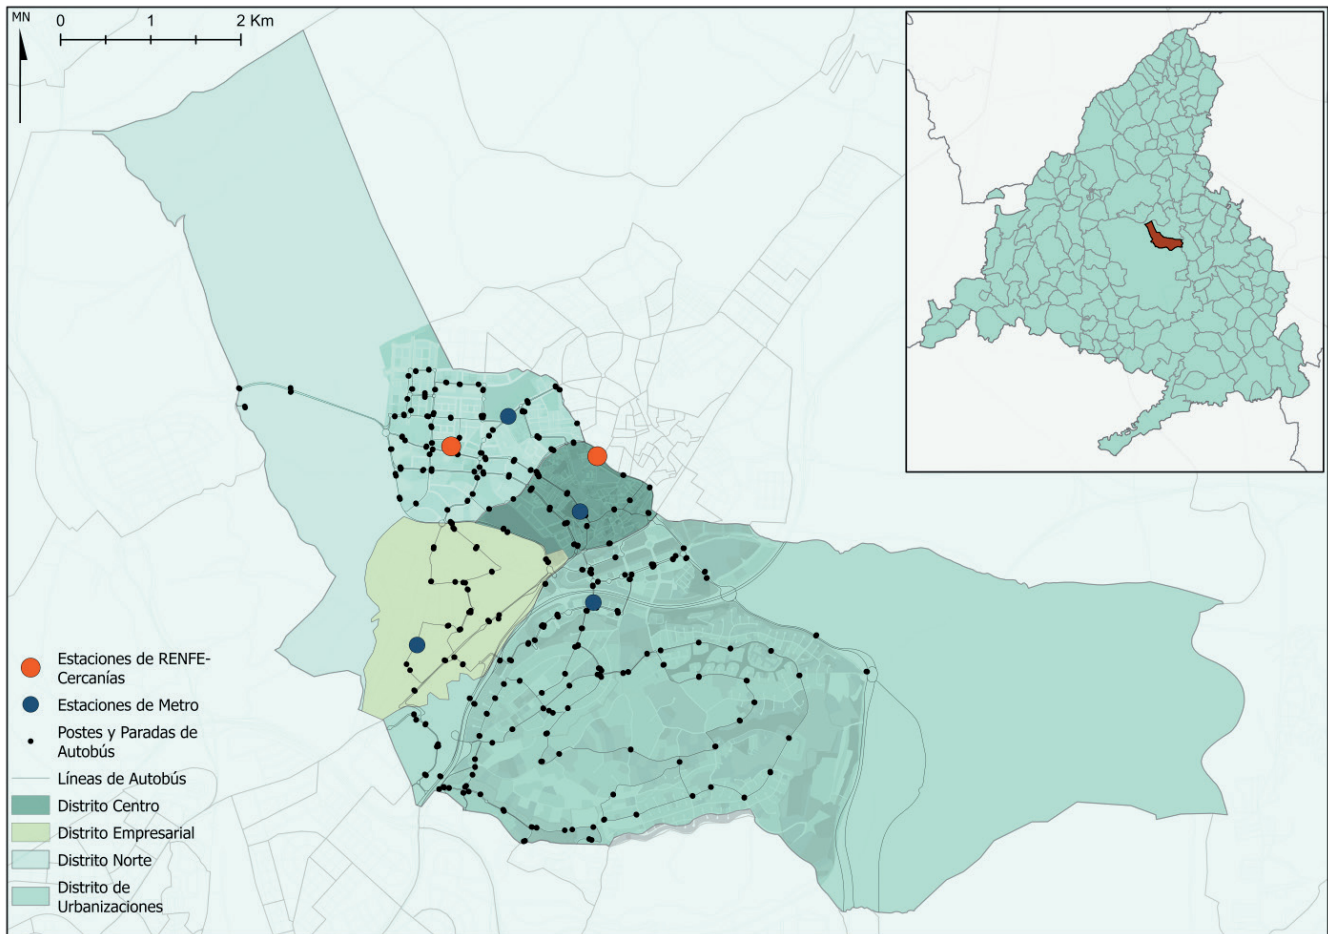 MN
0 1 2 Km
Estaciones de RENFE-
Cercanías
Estaciones de Metro
Postes y Paradas de
Autobús
Líneas de Autobús
Distrito Centro
Distrito Empresarial
Distrito Norte
Distrito de
Urbanizaciones